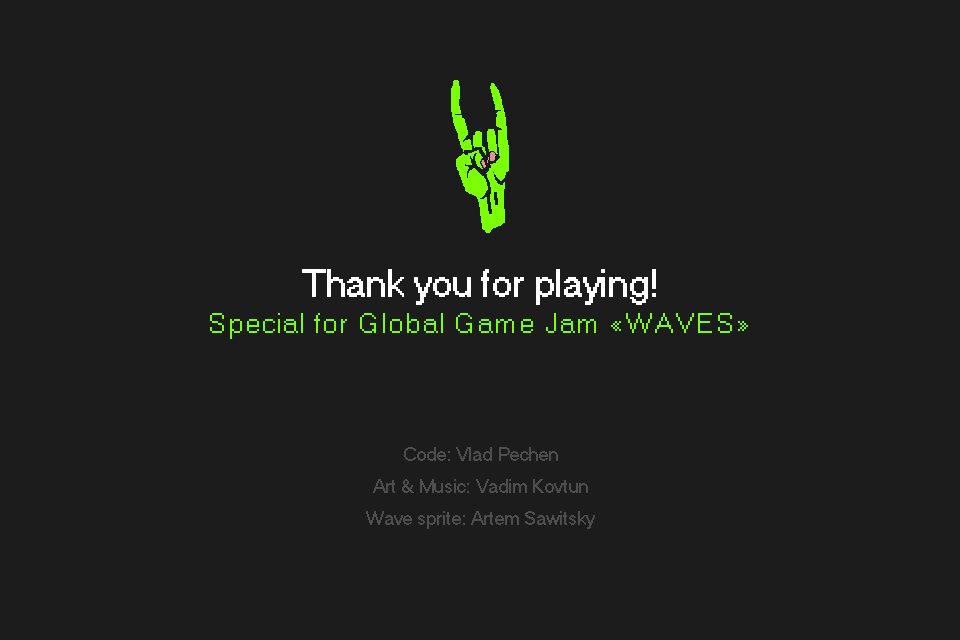 Thank you for playing!
Special for Global Game Jam «WAVES»
Code: Vlad Pechen
Art & Music: Vadim Kovtun
Wave sprite: Artem Sawitsky